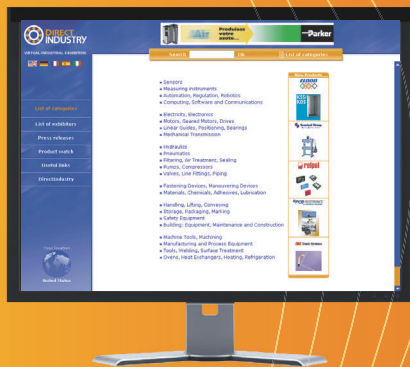 DIRECT
INDUSTRY
VIRTUAL INDUSTRIAL EXHIBITION
Produisez
votre
azote...
Parker
Search
Ok
List of categories
List of categories
List of exhibitors
Press releases
Product watch
Useful links
DirectIndustry
Your location
United States
Sensors
Measuring instruments
Automation, Regulation, Robotics
Computing, Software and Communications
Electricity, Electronics
Motors, Geared Motors, Drives
Linear Guides, Positioning, Bearings
Mechanical Transmission
Hydraulics
Pneumatics
Filtering, Air Treatment, Sealing
Pumps, Compressors
Valves, Line Fittings, Piping
Fastening Devices, Maneuvering Devices
Materials, Chemicals, Adhesives, Lubrication
Handling, Lifting, Conveying
Storage, Packaging, Marking
Safety Equipment
Building: Equipment, Maintenance and Construction
Machine Tools, Machining
Manufacturing and Process Equipment
Tools, Welding, Surface Treatment
Ovens, Heat Exchangers, Heating, Refrigeration
New Products
ELDON
relpol